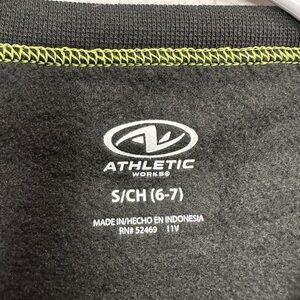 ATHLETIC
WORKS®
S/CH (6-7)
MADE IN/HECHO EN INDONESIA
RN# 52469 11V